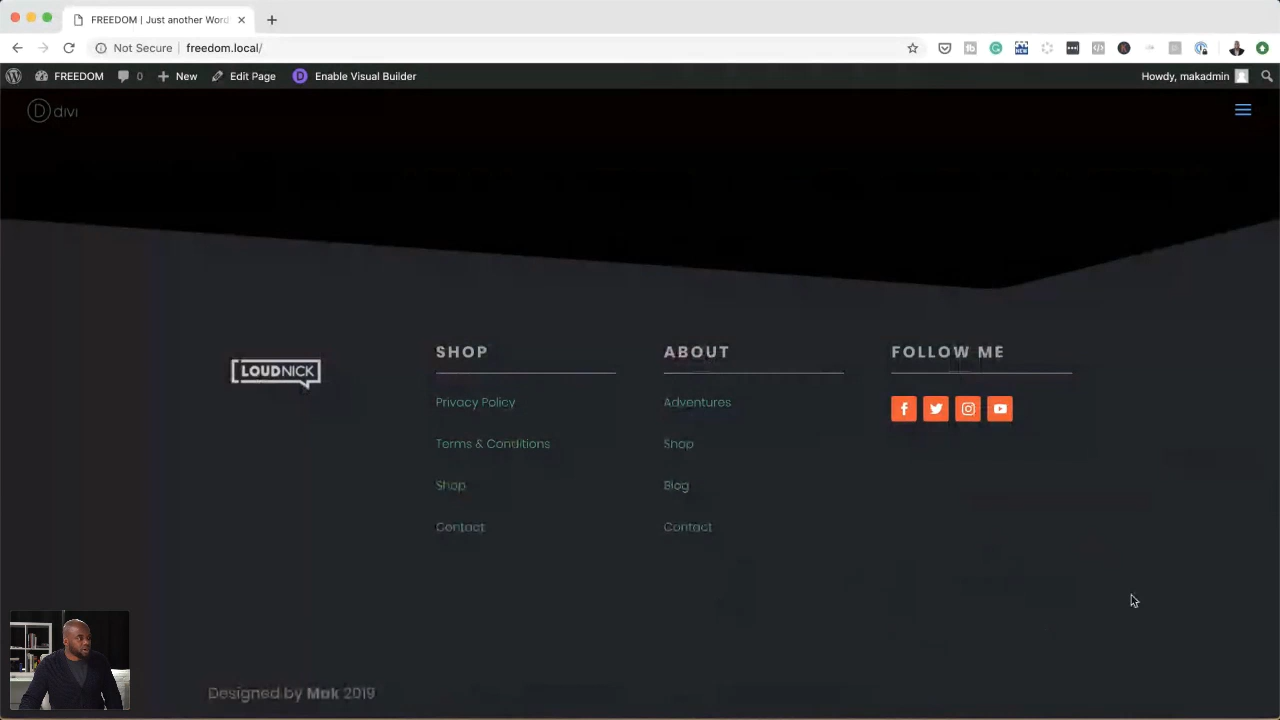 FREEDOM | Just another Word
Not Secure
freedom.local/
NEW
FREEDOM
0
New
Edit Page
D
Enable Visual Builder
Howdy, makadmin
D divi
LOUDNICK
SHOP
ABOUT
FOLLOW ME
Privacy Policy
Adventures
Terms & Conditions
Shop
Shop
Blog
Contact
Contact
Designed by Mak 2019